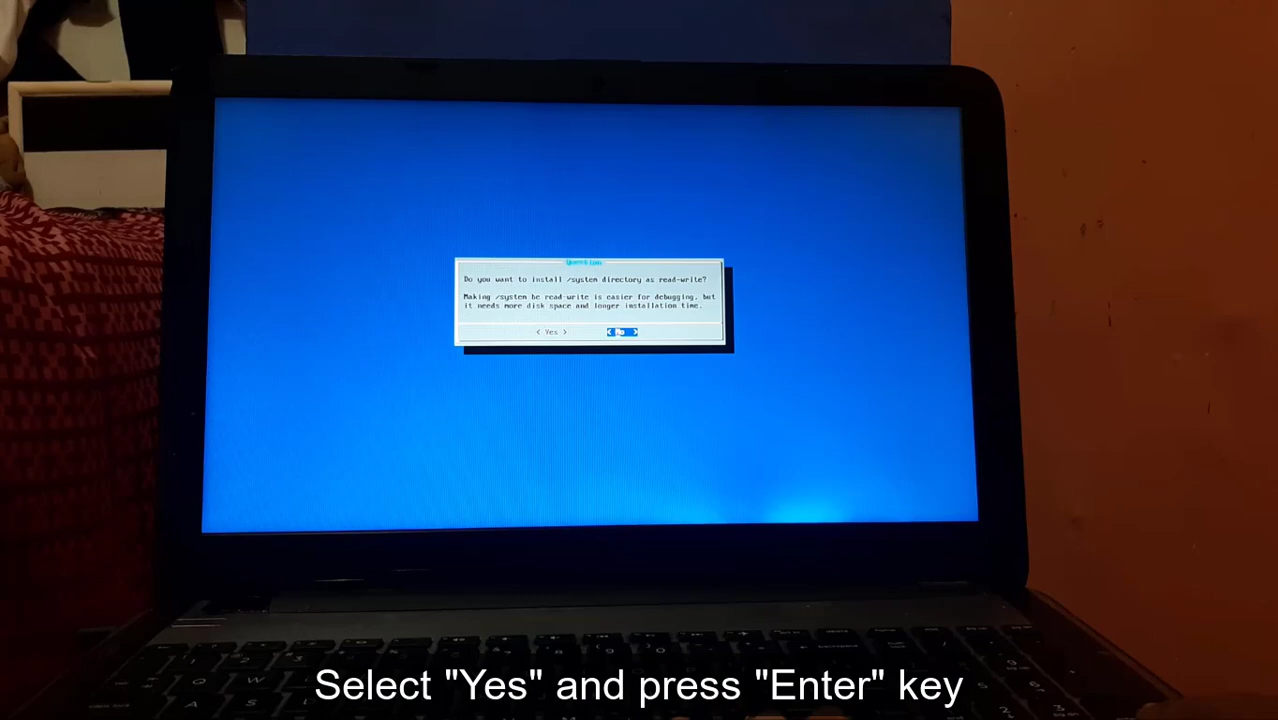 Question
Do you want to install /system directory as read-write?
Making /system be read-write is easier for debugging, but
it needs more disk space and longer installation time.
< Yes > < No >
Select "Yes" and press "Enter" key